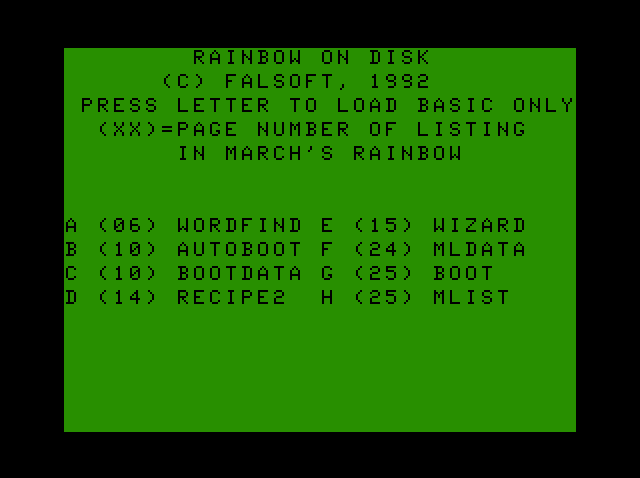 RAINBOW ON DISK
(C) FALSOFT, 1992
PRESS LETTER TO LOAD BASIC ONLY
(XX)=PAGE NUMBER OF LISTING
IN MARCH'S RAINBOW
A (06) WORDFIND E (15) WIZARD
B (10) AUTOBOOT F (24) MLDATA
C (10) BOOTDATA G (25) BOOT
D (14) RECIPE2 H (25) MLIST